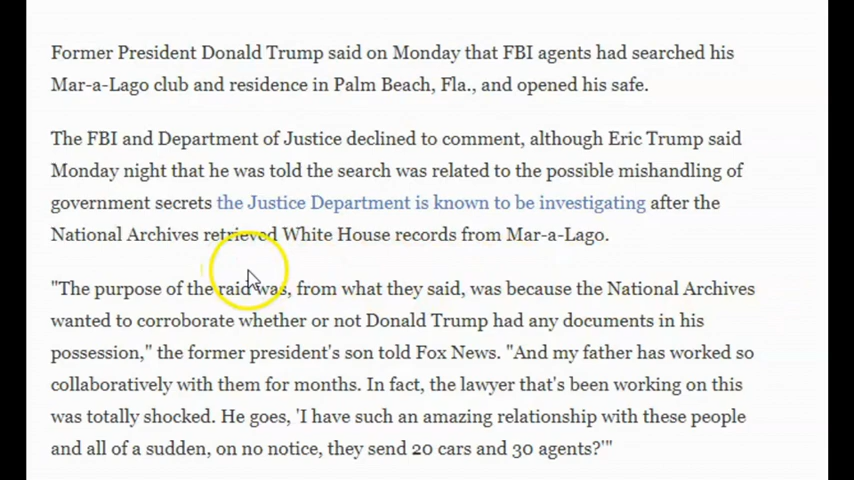 Former President Donald Trump said on Monday that FBI agents had searched his
Mar-a-Lago club and residence in Palm Beach, Fla., and opened his safe.
The FBI and Department of Justice declined to comment, although Eric Trump said
Monday night that he was told the search was related to the possible mishandling of
government secrets the Justice Department is known to be investigating after the
National Archives retrieved White House records from Mar-a-Lago.
"The purpose of the raid was, from what they said, was because the National Archives
wanted to corroborate whether or not Donald Trump had any documents in his
possession," the former president's son told Fox News. "And my father has worked so
collaboratively with them for months. In fact, the lawyer that's been working on this
was totally shocked. He goes, 'I have such an amazing relationship with these people
and all of a sudden, on no notice, they send 20 cars and 30 agents?'"